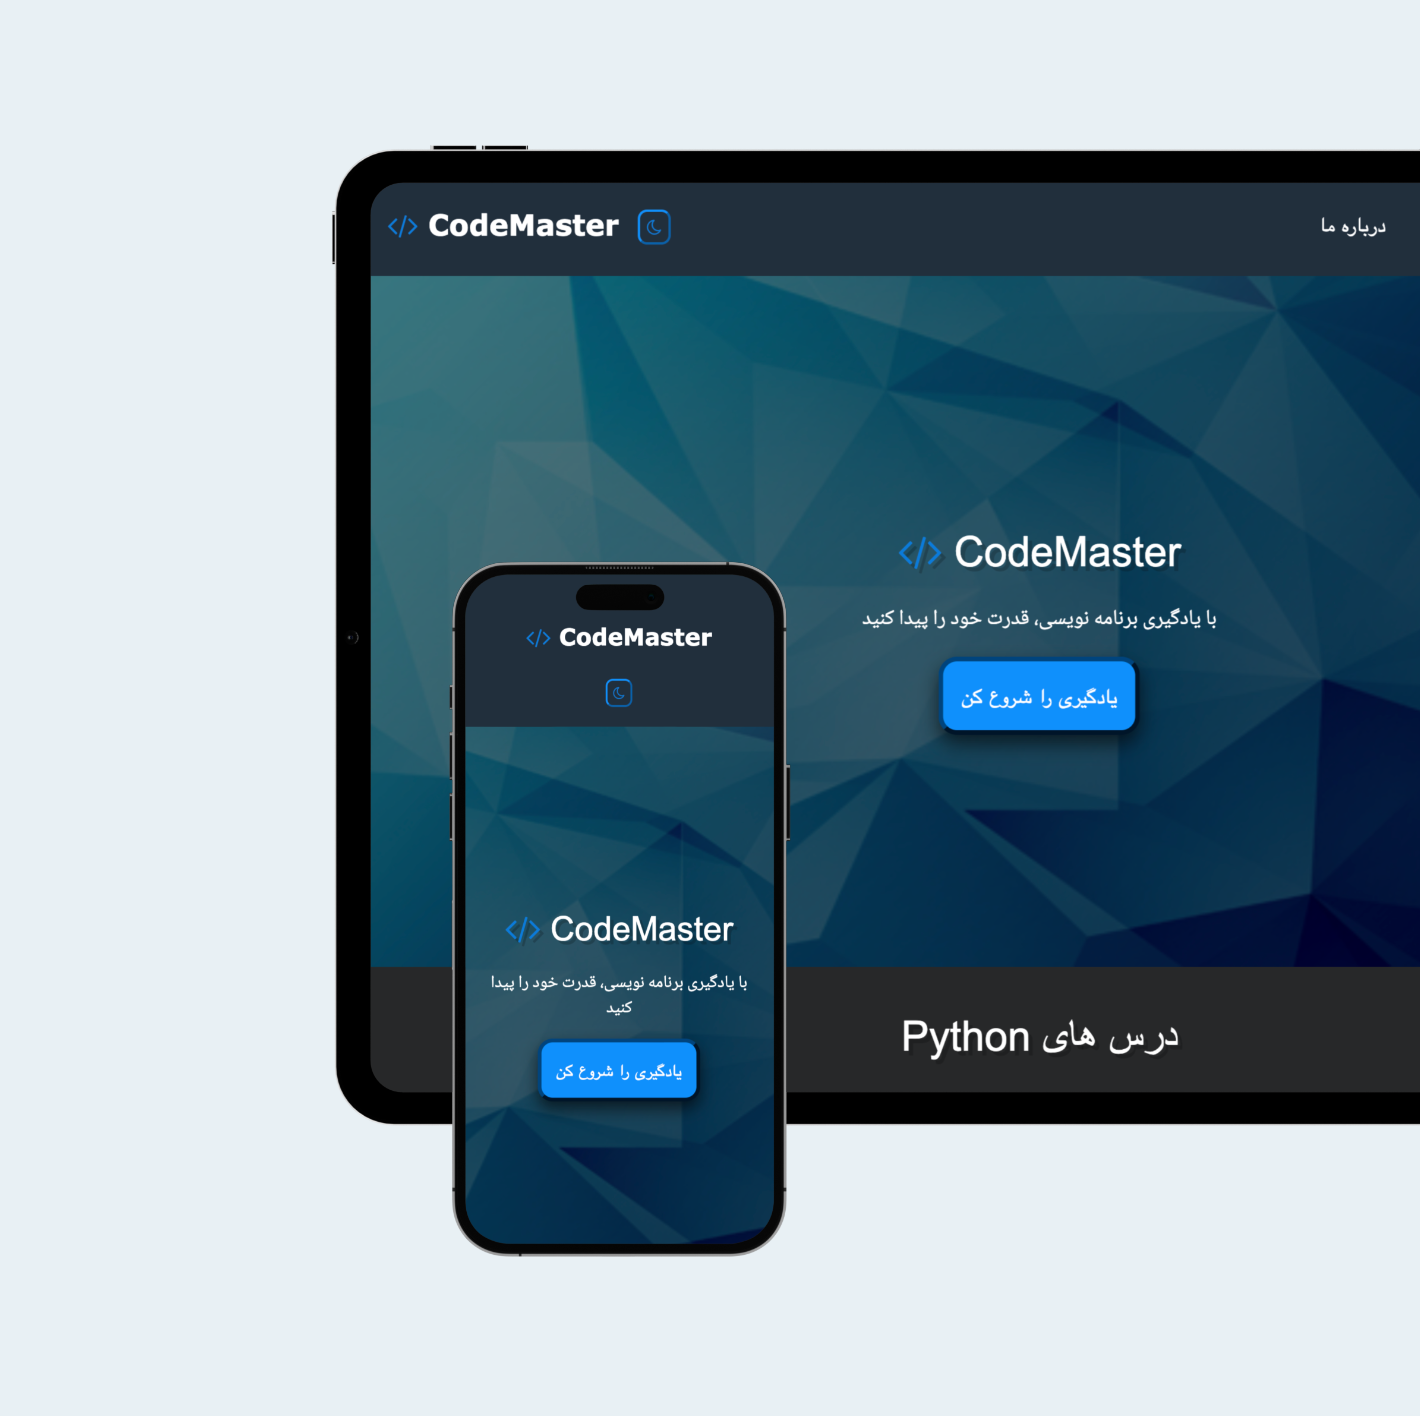 </> CodeMaster
درباره ما
</> CodeMaster
با یادگیری برنامه نویسی، قدرت خود را پیدا کنید
یادگیری را شروع کن
درس های Python
</> CodeMaster
</> CodeMaster
با یادگیری برنامه نویسی، قدرت خود را پیدا
کنید
یادگیری را شروع کن